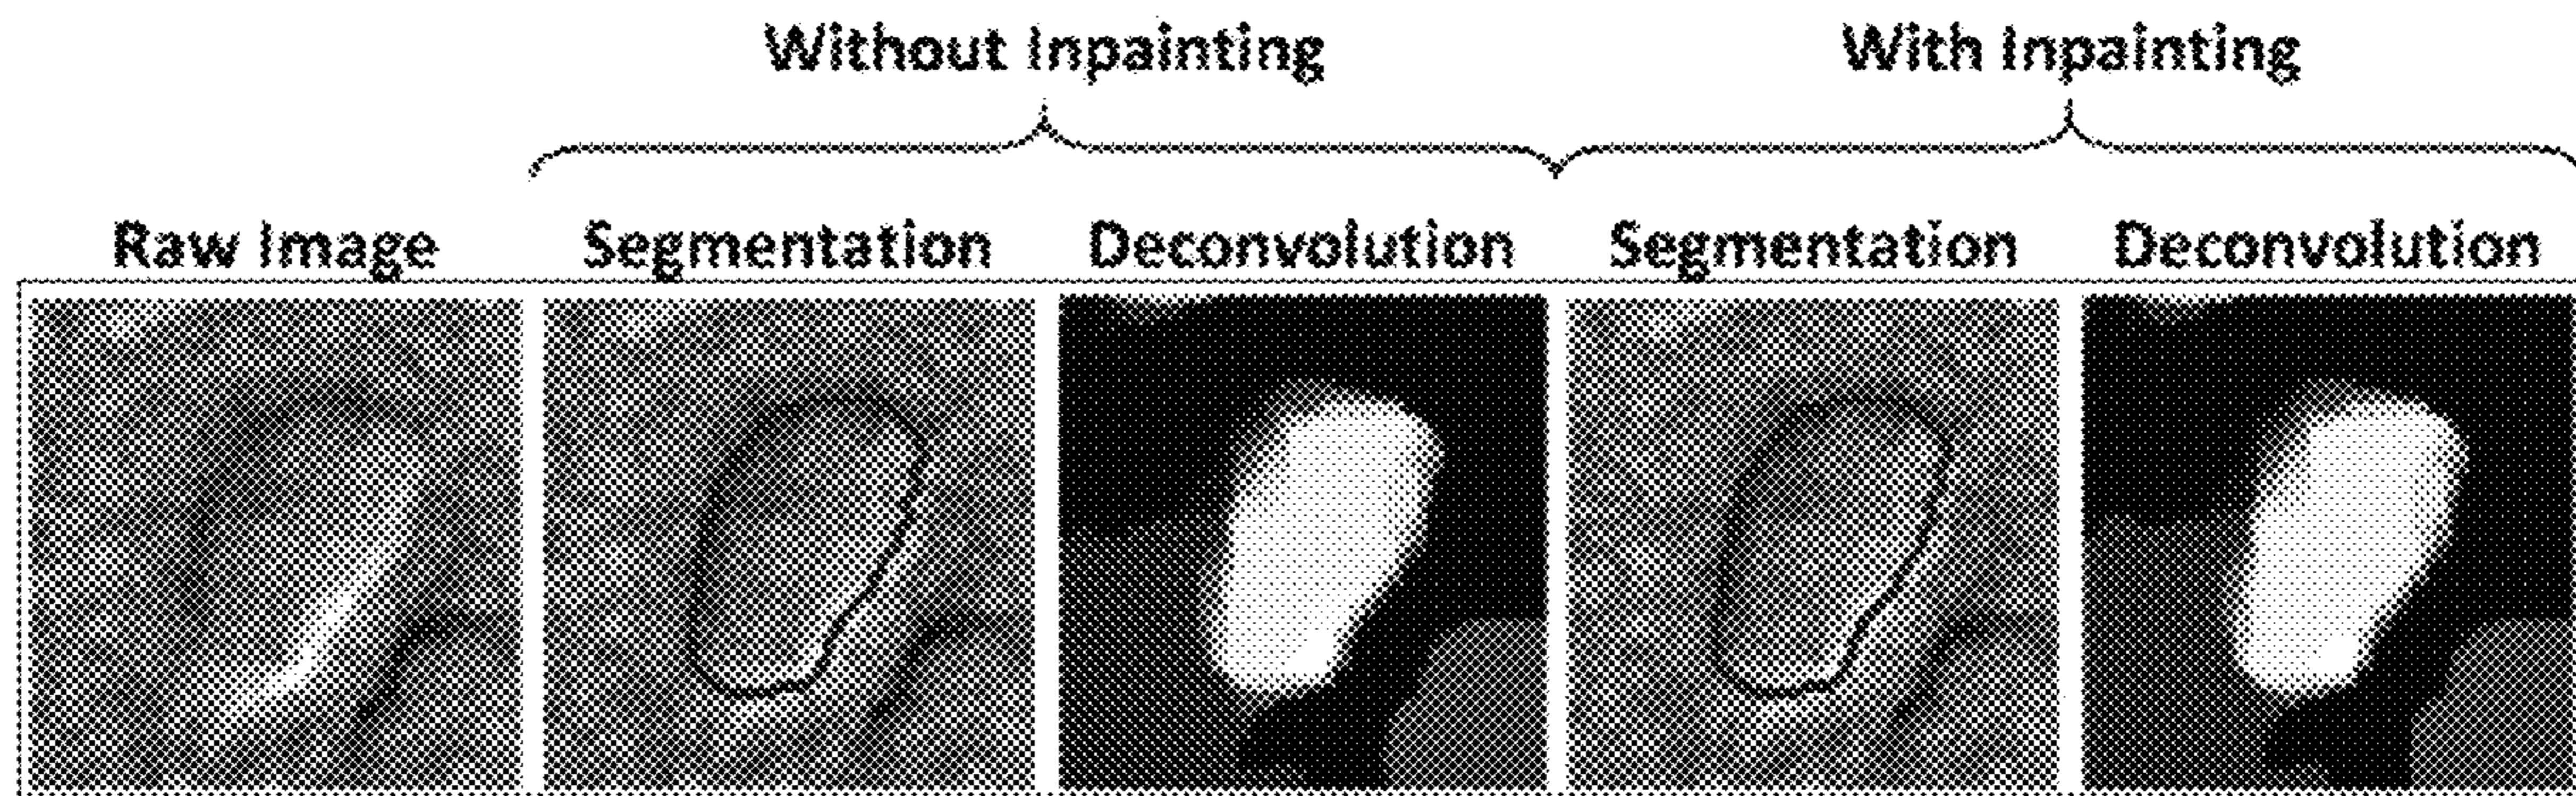 Without Inpainting With Inpainting
Raw Image Segmentation Deconvolution Segmentation Deconvolution